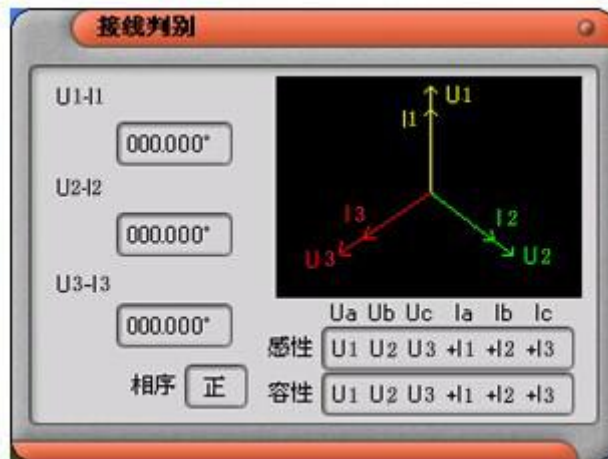 接线判别
U1-I1
000.000°
U2-I2
000.000°
U3-I3
000.000°
相序 正
U1
I1
I3
I2
U3
U2
Ua Ub Uc Ia Ib Ic
感性 U1 U2 U3 +I1 +I2 +I3
容性 U1 U2 U3 +I1 +I2 +I3